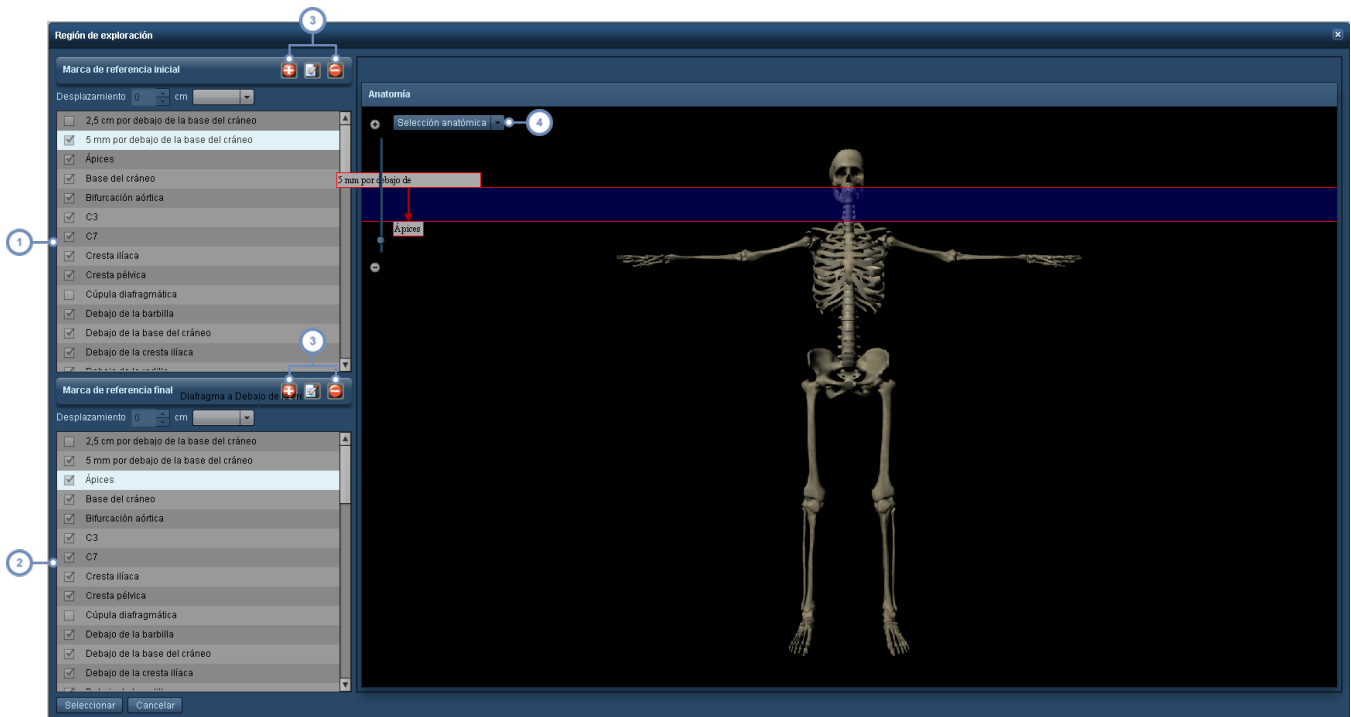 3
Región de exploración
Marca de referencia inicial
Desplazamiento 0 cm
2,5 cm por debajo de la base del cráneo
5 mm por debajo de la base del cráneo
Ápices
Base del cráneo
Bifurcación aórtica
C3
C7
Cresta ilíaca
Cresta pélvica
Cúpula diafragmática
Debajo de la barbilla
Debajo de la base del cráneo
Debajo de la cresta ilíaca
1
3
Marca de referencia final
Diafragma a Debajo de la
Desplazamiento 0 cm
2,5 cm por debajo de la base del cráneo
5 mm por debajo de la base del cráneo
Ápices
Base del cráneo
Bifurcación aórtica
C3
C7
Cresta ilíaca
Cresta pélvica
Cúpula diafragmática
Debajo de la barbilla
Debajo de la base del cráneo
Debajo de la cresta ilíaca
2
Seleccionar Cancelar
Anatomía
Selección anatómica
4
5 mm por debajo de
Ápices